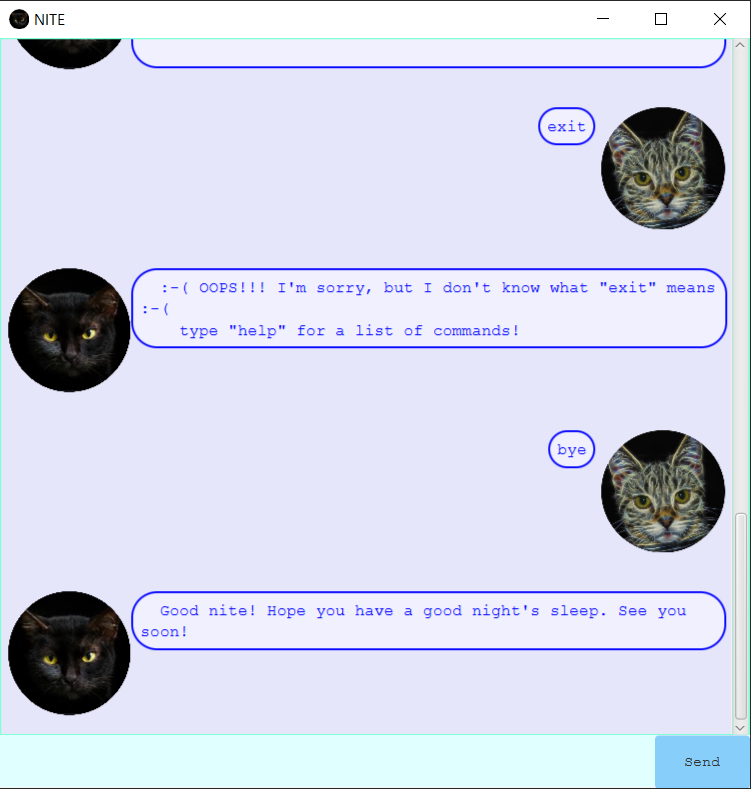 NITE
exit
:-( OOPS!!! I'm sorry, but I don't know what "exit" means
:-(
type "help" for a list of commands!
bye
Good nite! Hope you have a good night's sleep. See you
soon!
Send